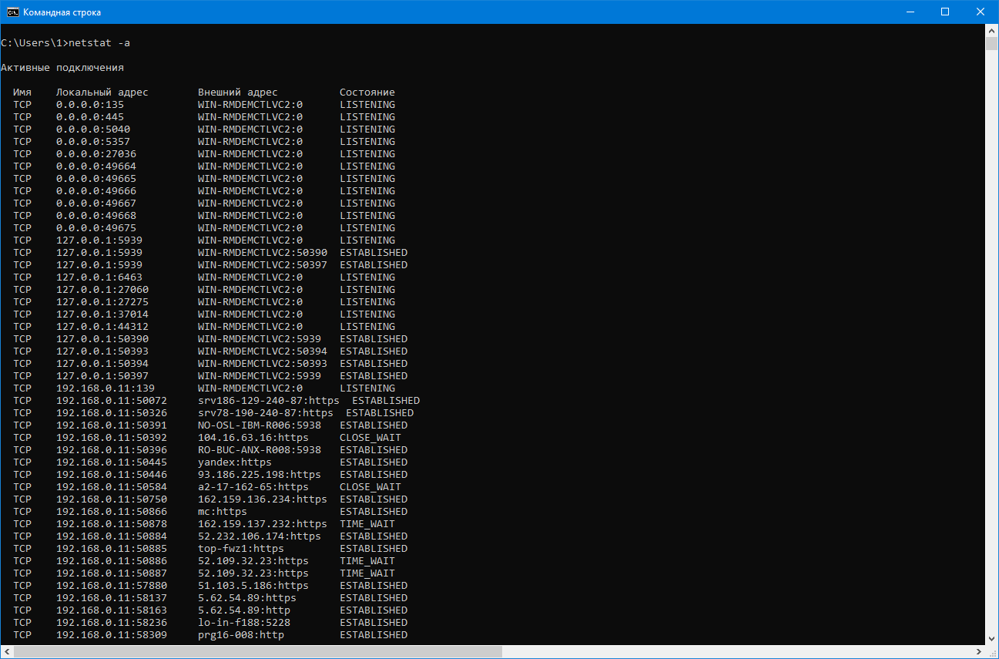 Командная строка
C:\Users\1>netstat -a
Активные подключения
Имя Локальный адрес Внешний адрес Состояние
TCP 0.0.0.0:135 WIN-RMDEMCTLVC2:0 LISTENING
TCP 0.0.0.0:445 WIN-RMDEMCTLVC2:0 LISTENING
TCP 0.0.0.0:5040 WIN-RMDEMCTLVC2:0 LISTENING
TCP 0.0.0.0:5357 WIN-RMDEMCTLVC2:0 LISTENING
TCP 0.0.0.0:27036 WIN-RMDEMCTLVC2:0 LISTENING
TCP 0.0.0.0:49664 WIN-RMDEMCTLVC2:0 LISTENING
TCP 0.0.0.0:49665 WIN-RMDEMCTLVC2:0 LISTENING
TCP 0.0.0.0:49666 WIN-RMDEMCTLVC2:0 LISTENING
TCP 0.0.0.0:49667 WIN-RMDEMCTLVC2:0 LISTENING
TCP 0.0.0.0:49668 WIN-RMDEMCTLVC2:0 LISTENING
TCP 0.0.0.0:49675 WIN-RMDEMCTLVC2:0 LISTENING
TCP 127.0.0.1:5939 WIN-RMDEMCTLVC2:0 LISTENING
TCP 127.0.0.1:5939 WIN-RMDEMCTLVC2:50390 ESTABLISHED
TCP 127.0.0.1:5939 WIN-RMDEMCTLVC2:50397 ESTABLISHED
TCP 127.0.0.1:6463 WIN-RMDEMCTLVC2:0 LISTENING
TCP 127.0.0.1:27060 WIN-RMDEMCTLVC2:0 LISTENING
TCP 127.0.0.1:27275 WIN-RMDEMCTLVC2:0 LISTENING
TCP 127.0.0.1:37014 WIN-RMDEMCTLVC2:0 LISTENING
TCP 127.0.0.1:44312 WIN-RMDEMCTLVC2:0 LISTENING
TCP 127.0.0.1:50390 WIN-RMDEMCTLVC2:5939 ESTABLISHED
TCP 127.0.0.1:50393 WIN-RMDEMCTLVC2:50394 ESTABLISHED
TCP 127.0.0.1:50394 WIN-RMDEMCTLVC2:50393 ESTABLISHED
TCP 127.0.0.1:50397 WIN-RMDEMCTLVC2:5939 ESTABLISHED
TCP 192.168.0.11:139 WIN-RMDEMCTLVC2:0 LISTENING
TCP 192.168.0.11:50072 srv186-129-240-87:https ESTABLISHED
TCP 192.168.0.11:50326 srv78-190-240-87:https ESTABLISHED
TCP 192.168.0.11:50391 NO-OSL-IBM-R006:5938 ESTABLISHED
TCP 192.168.0.11:50392 104.16.63.16:https CLOSE_WAIT
TCP 192.168.0.11:50396 RO-BUC-ANX-R008:5938 ESTABLISHED
TCP 192.168.0.11:50445 yandex:https ESTABLISHED
TCP 192.168.0.11:50446 93.186.225.198:https ESTABLISHED
TCP 192.168.0.11:50584 a2-17-162-65:https CLOSE_WAIT
TCP 192.168.0.11:50750 162.159.136.234:https ESTABLISHED
TCP 192.168.0.11:50866 mc:https ESTABLISHED
TCP 192.168.0.11:50878 162.159.137.232:https TIME_WAIT
TCP 192.168.0.11:50884 52.232.106.174:https ESTABLISHED
TCP 192.168.0.11:50885 top-fwz1:https ESTABLISHED
TCP 192.168.0.11:50886 52.109.32.23:https TIME_WAIT
TCP 192.168.0.11:50887 52.109.32.23:https TIME_WAIT
TCP 192.168.0.11:57880 51.103.5.186:https ESTABLISHED
TCP 192.168.0.11:58137 5.62.54.89:https ESTABLISHED
TCP 192.168.0.11:58163 5.62.54.89:http ESTABLISHED
TCP 192.168.0.11:58236 lo-in-f188:5228 ESTABLISHED
TCP 192.168.0.11:58309 prg16-008:http ESTABLISHED